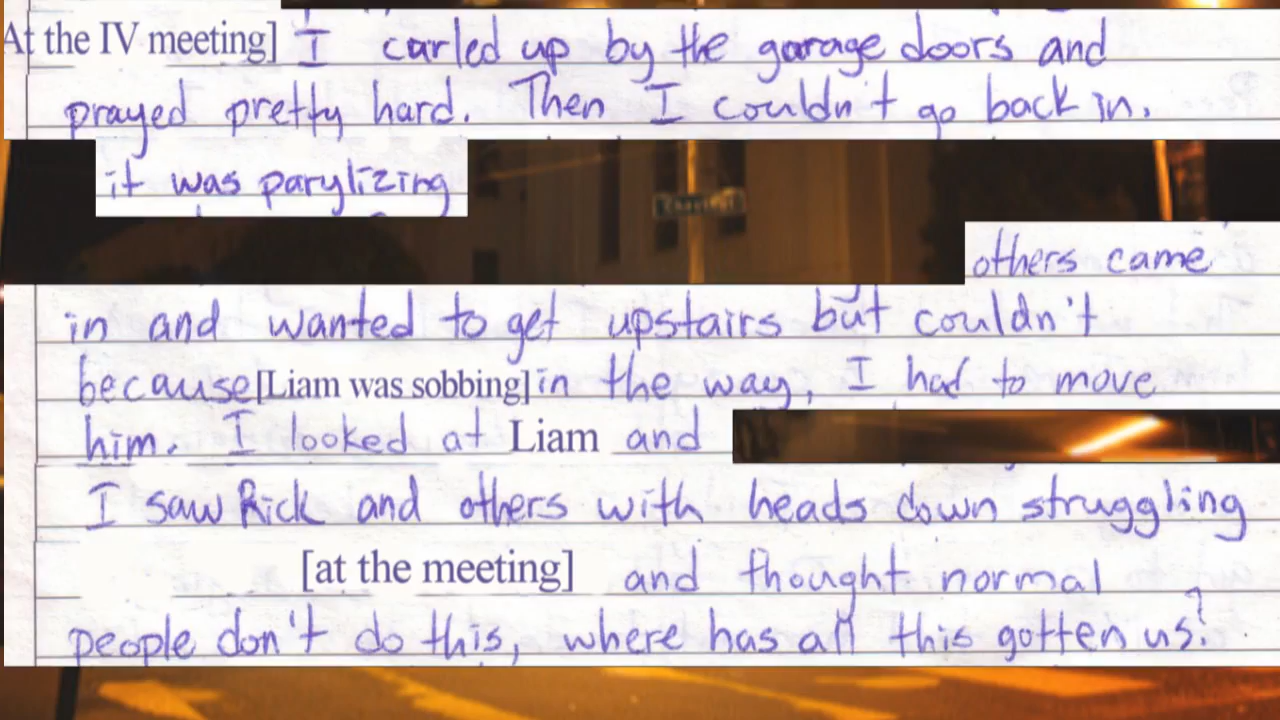 At the IV meeting] I carled up by the garage doors and
prayed pretty hard. Then I couldn't go back in.
it was parylizing
others came
in and wanted to get upstairs but couldn't
because [Liam was sobbing] in the way, I had to move
him. I looked at Liam and
I saw Rick and others with heads down struggling
[at the meeting] and thought normal
people don't do this, where has all this gotten us?